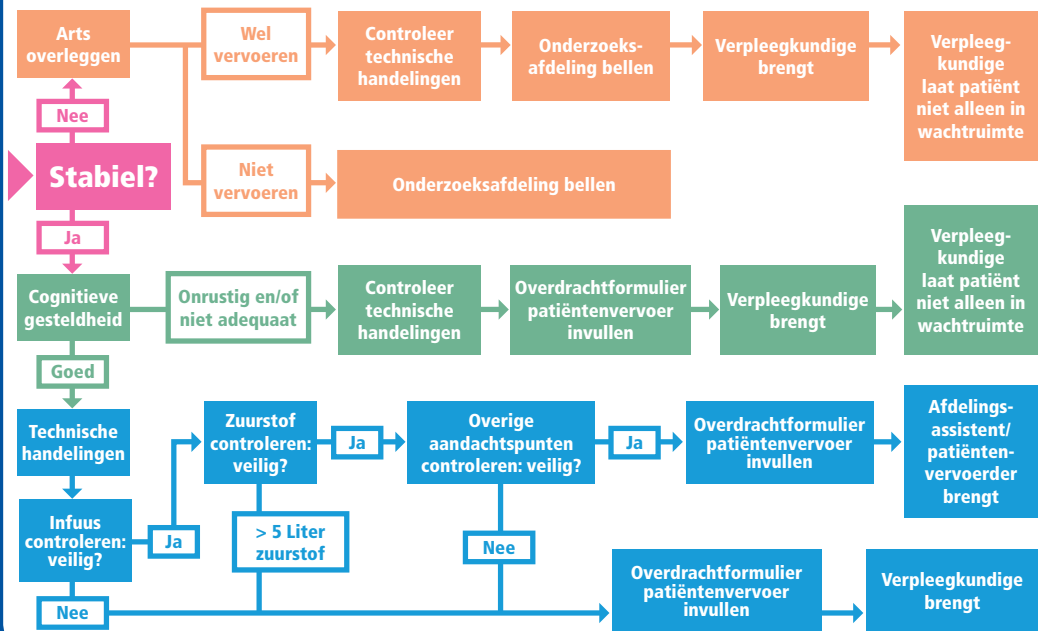 Arts
overleggen
Wel
vervoeren
Controleer
technische
handelingen
Onderzoeks-
afdeling bellen
Verpleegkundige
brengt
Verpleeg-
kundige
laat patiënt
niet alleen in
wachtruimte
Nee
Stabiel?
Niet
vervoeren
Onderzoeksafdeling bellen
Ja
Cognitieve
gesteldheid
Onrustig en/of
niet adequaat
Controleer
technische
handelingen
Overdrachtformulier
patiëntenvervoer
invullen
Verpleegkundige
brengt
Verpleeg-
kundige
laat patiënt
niet alleen in
wachtruimte
Goed
Technische
handelingen
Infuus
controleren:
veilig?
Ja
Zuurstof
controleren:
veilig?
Ja
Overige
aandachtspunten
controleren: veilig?
Ja
Overdrachtformulier
patiëntenvervoer
invullen
Afdelings-
assistent/
patiënten-
vervoerder
brengt
> 5 Liter
zuurstof
Nee
Nee
Overdrachtformulier
patiëntenvervoer
invullen
Verpleegkundige
brengt